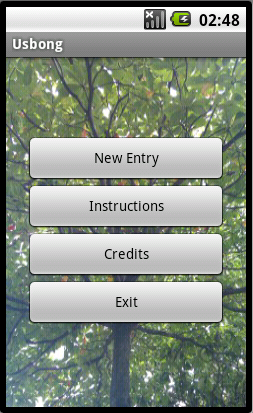 02:48
Usbong
New Entry
Instructions
Credits
Exit